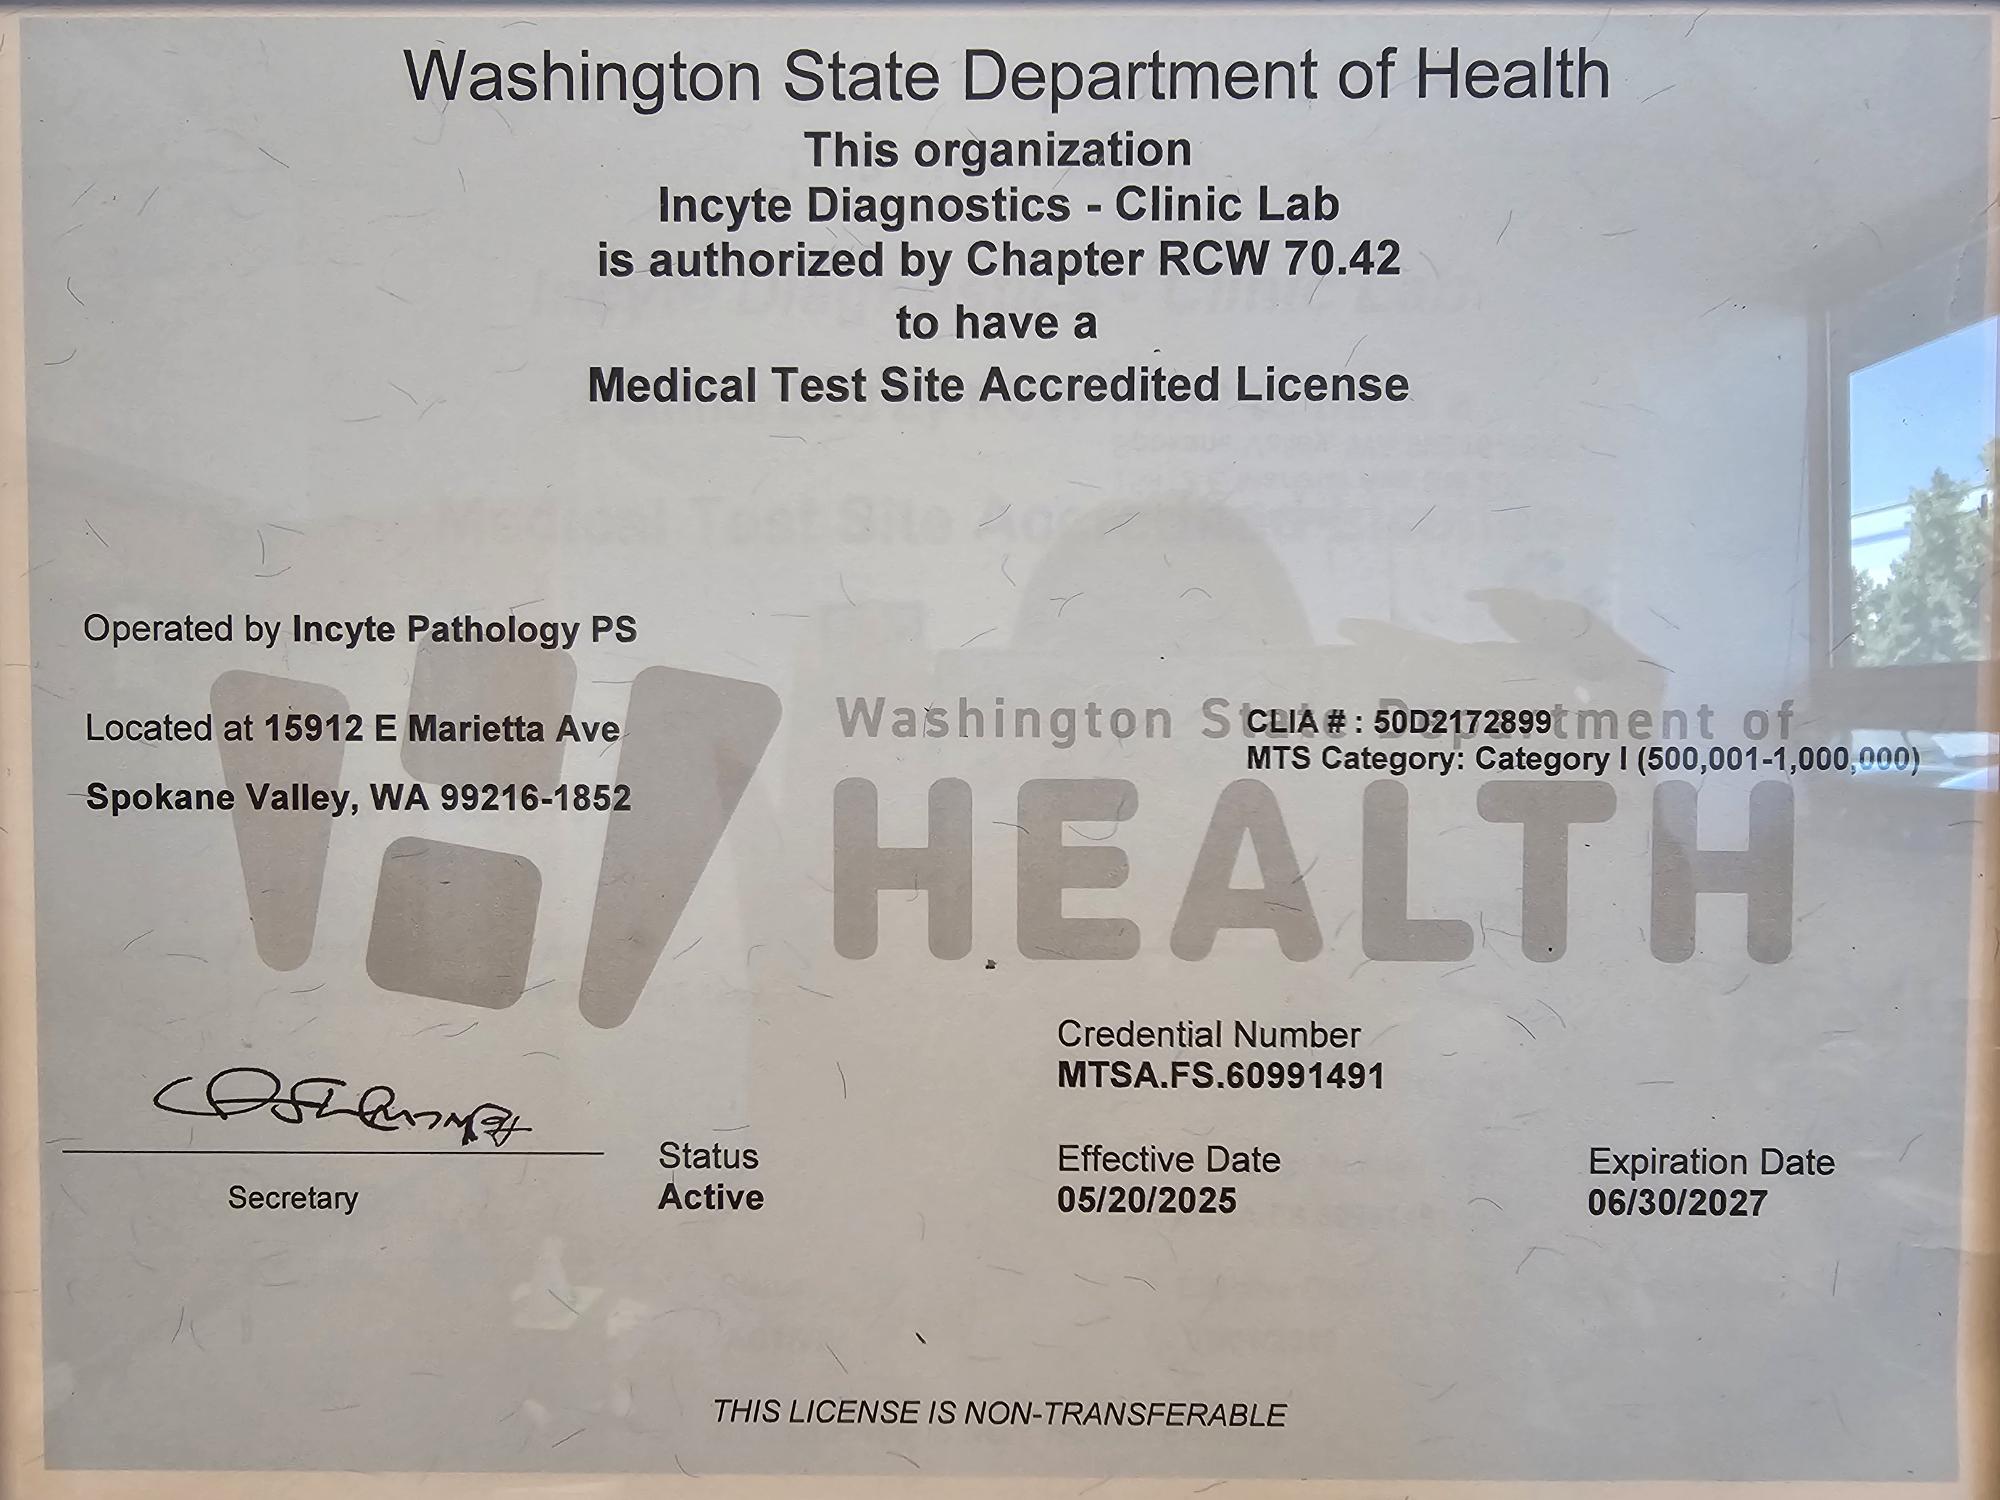 Washington State Department of Health
This organization
Incyte Diagnostics - Clinic Lab
is authorized by Chapter RCW 70.42
to have a
Medical Test Site Accredited License
Operated by Incyte Pathology PS
Located at 15912 E Marietta Ave
Spokane Valley, WA 99216-1852
Washington State Department of
HEALTH
CLIA # : 50D2172899
MTS Category: Category I (500,001-1,000,000)
Credential Number
MTSA.FS.60991491
Secretary
Status
Active
Effective Date
05/20/2025
Expiration Date
06/30/2027
THIS LICENSE IS NON-TRANSFERABLE